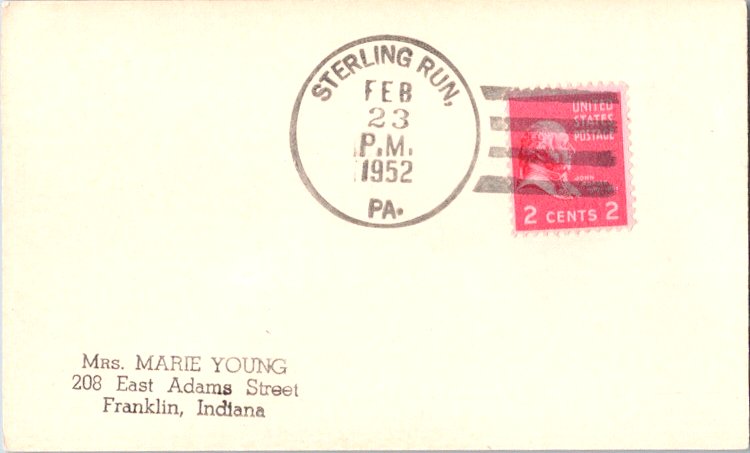 STERLING RUN,
FEB
23
P.M.
1952
PA.
UNITED
STATES
POSTAGE
JOHN
2 CENTS 2
Mrs. MARIE YOUNG
208 East Adams Street
Franklin, Indiana